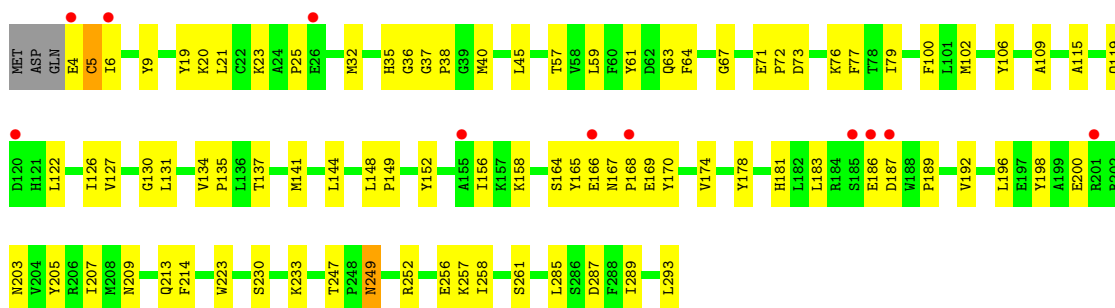 MET ASP GLN E4 C5 I6 Y9 Y19 K20 L21 C22 K23 A24 P25 E26 M32 H35 G36 G37 P38 G39 M40 L45 T57 V58 L59 F60 Y61 D62 Q63 F64 G67 E71 P72 D73 K76 F77 T78 I79 F100 L101 M102 Y106 A109 A115
D120 H121 L122 I126 V127 G130 L131 V134 P135 L136 T137 M141 L144 L148 P149 Y152 A155 I156 K157 K158 S164 Y165 E166 N167 P168 E169 Y170 V174 Y178 H181 L182 L183 R184 S185 E186 D187 W188 P189 V192 L196 E197 Y198 A199 E200 R201
N203 V204 Y205 R206 I207 M208 N209 Q213 F214 W223 S230 K233 T247 P248 N249 R252 E256 K257 I258 S261 L285 S286 D287 F288 I289 L293